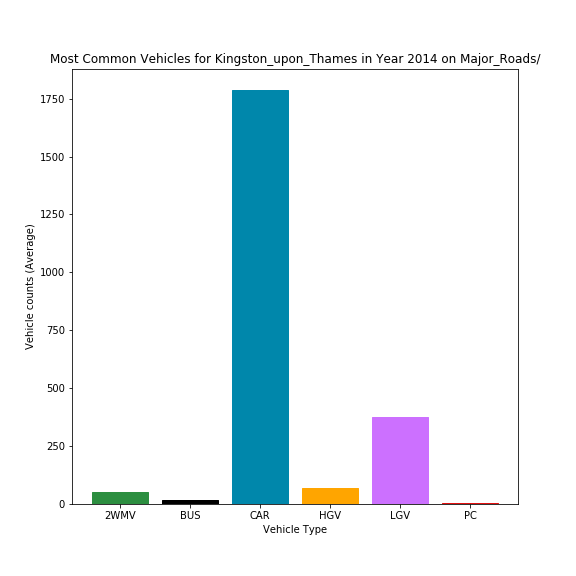 Most Common Vehicles for Kingston_upon_Thames in Year 2014 on Major_Roads/
1750
1500
1250
1000
750
500
250
0
Vehicle counts (Average)
2WMV BUS CAR HGV LGV PC
Vehicle Type